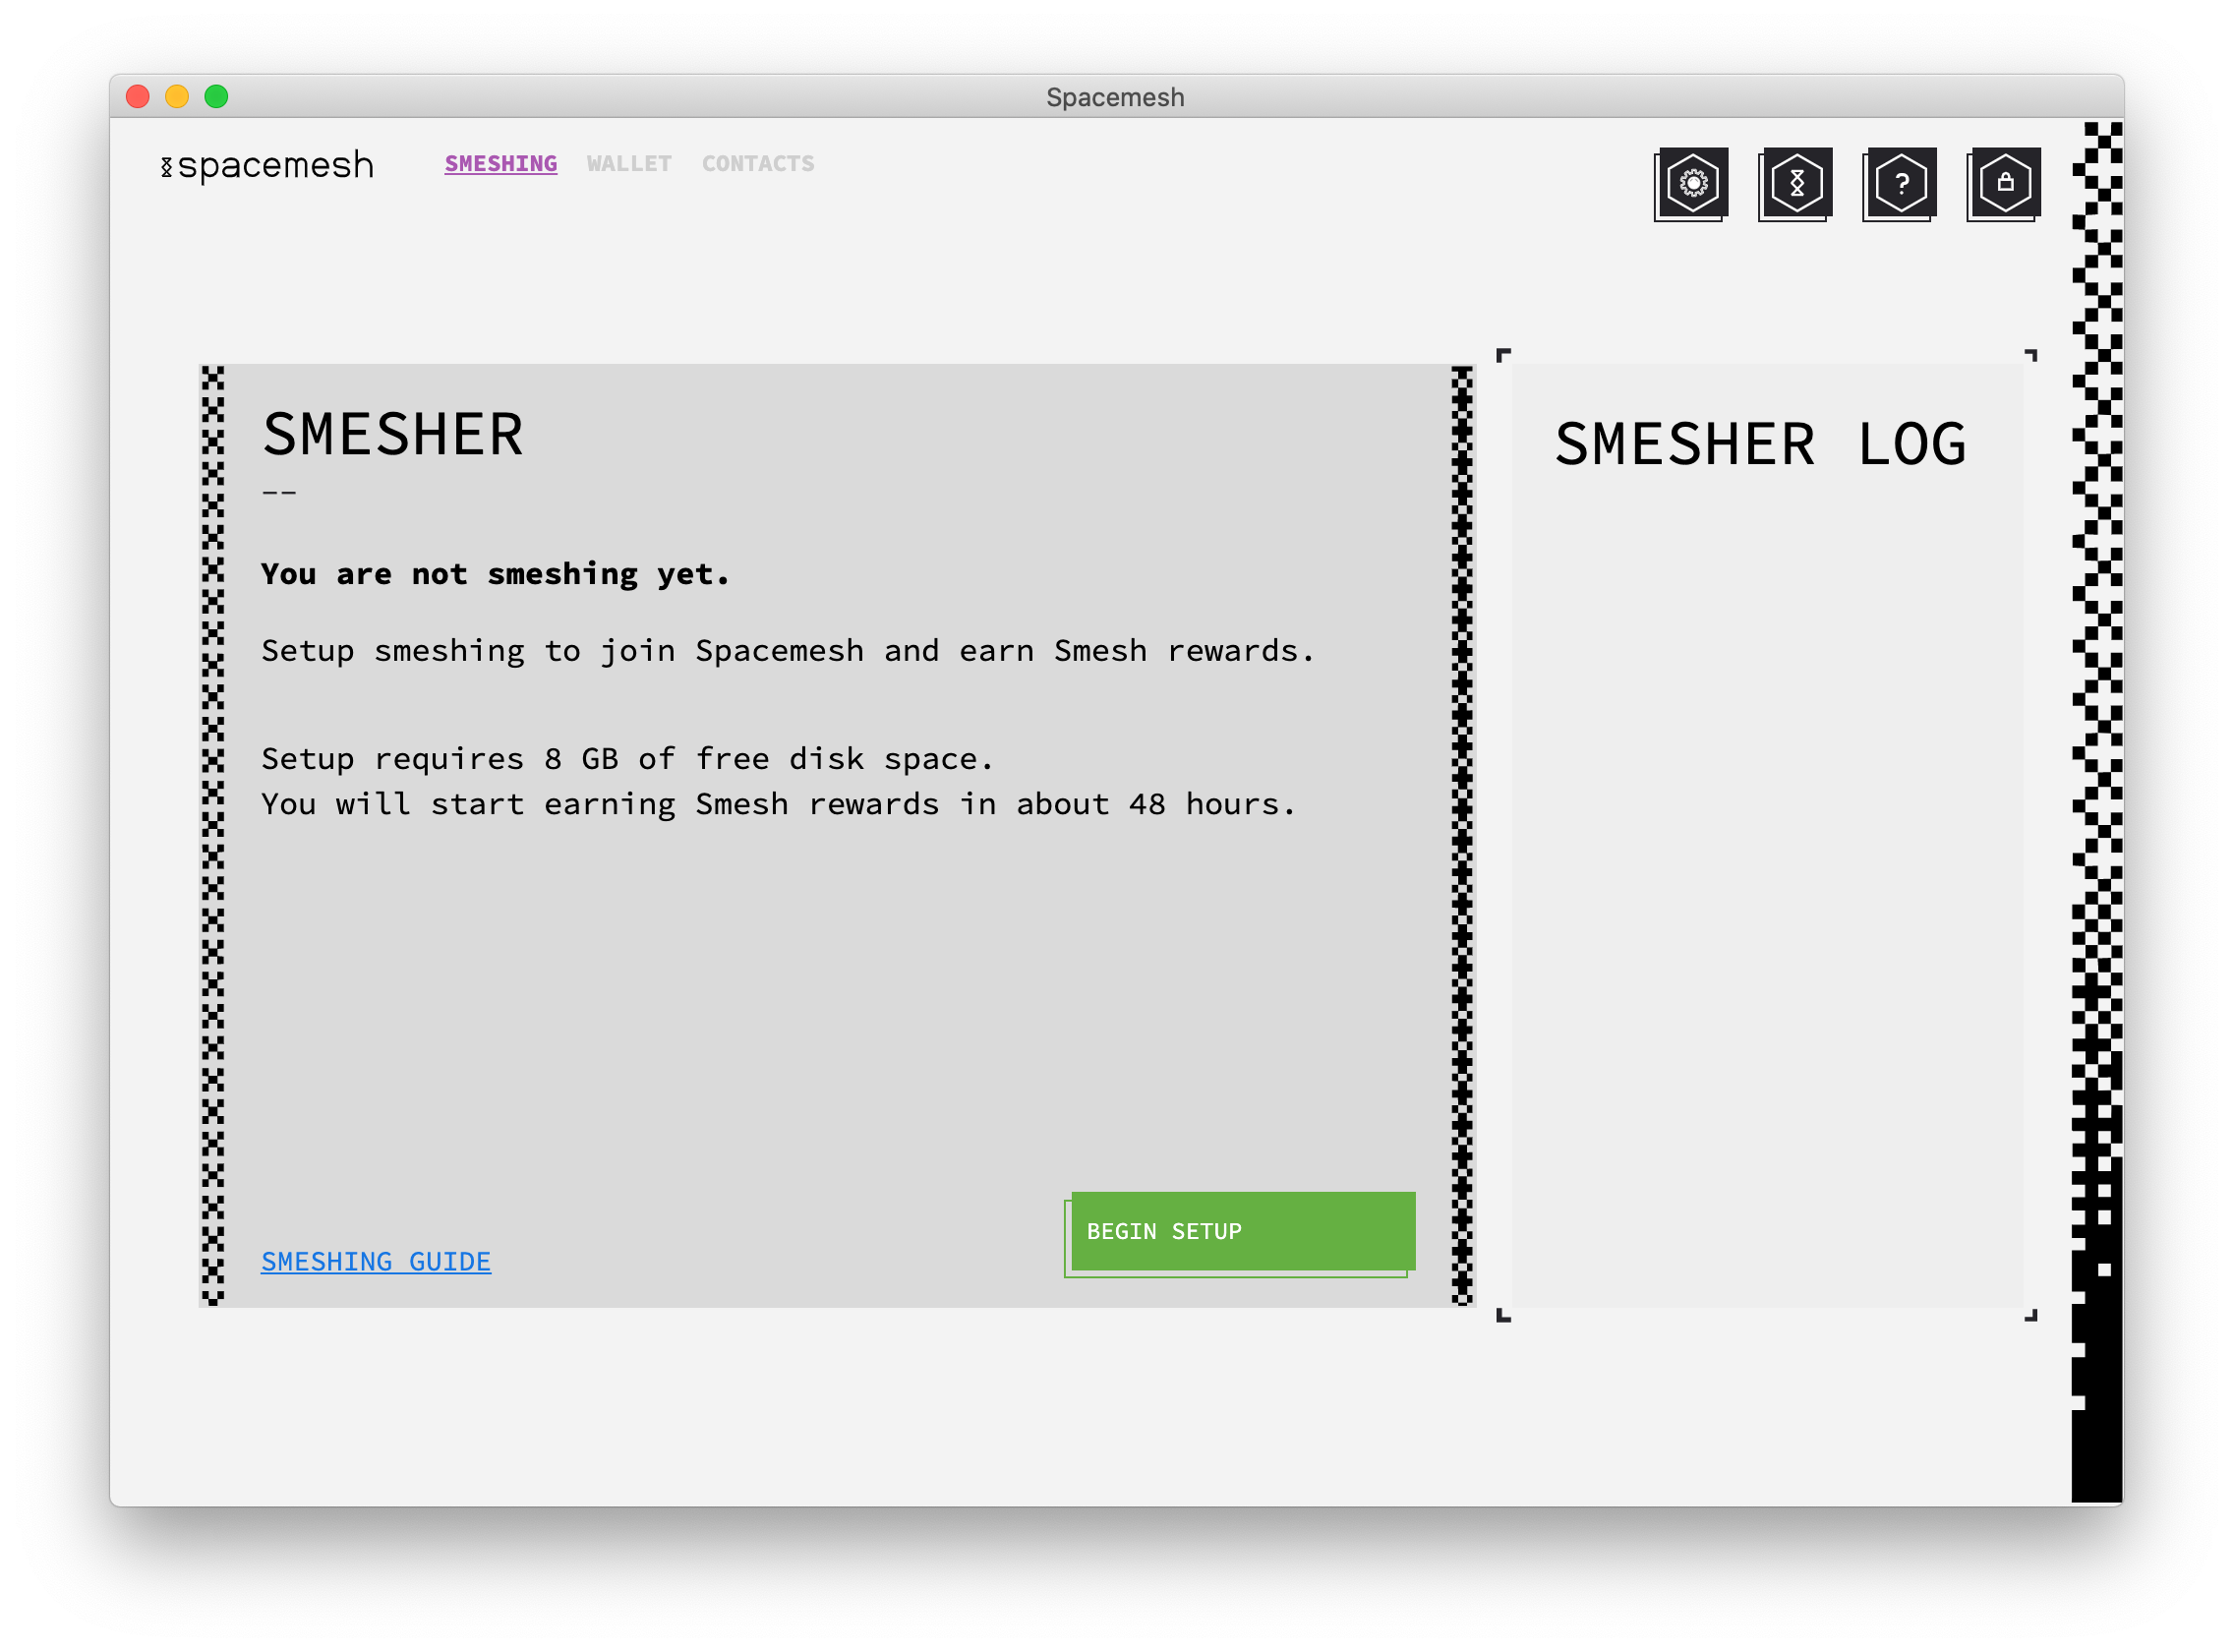 Spacemesh
spacemesh
SMESHING WALLET CONTACTS
?
SMESHER
--
You are not smeshing yet.
Setup smeshing to join Spacemesh and earn Smesh rewards.
Setup requires 8 GB of free disk space.
You will start earning Smesh rewards in about 48 hours.
SMESHING GUIDE
BEGIN SETUP
SMESHER LOG